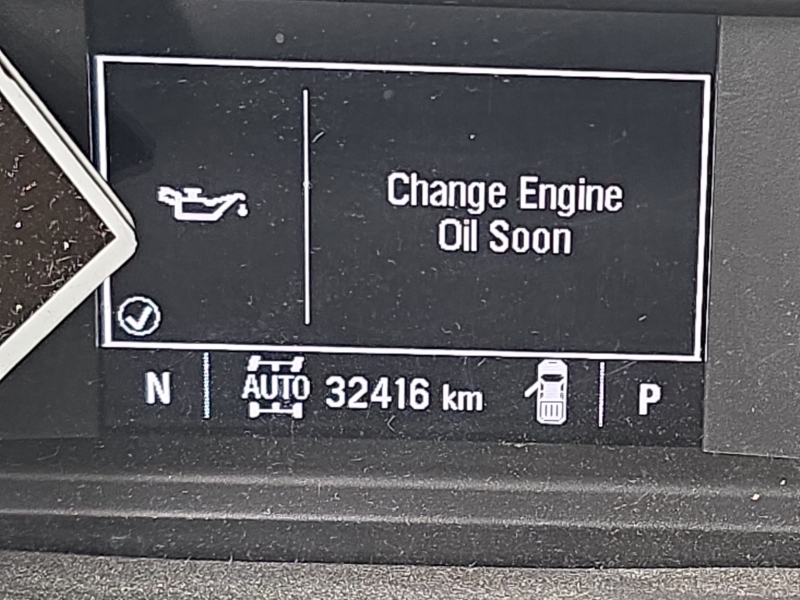 Change Engine
Oil Soon
N AUTO 32416 km P